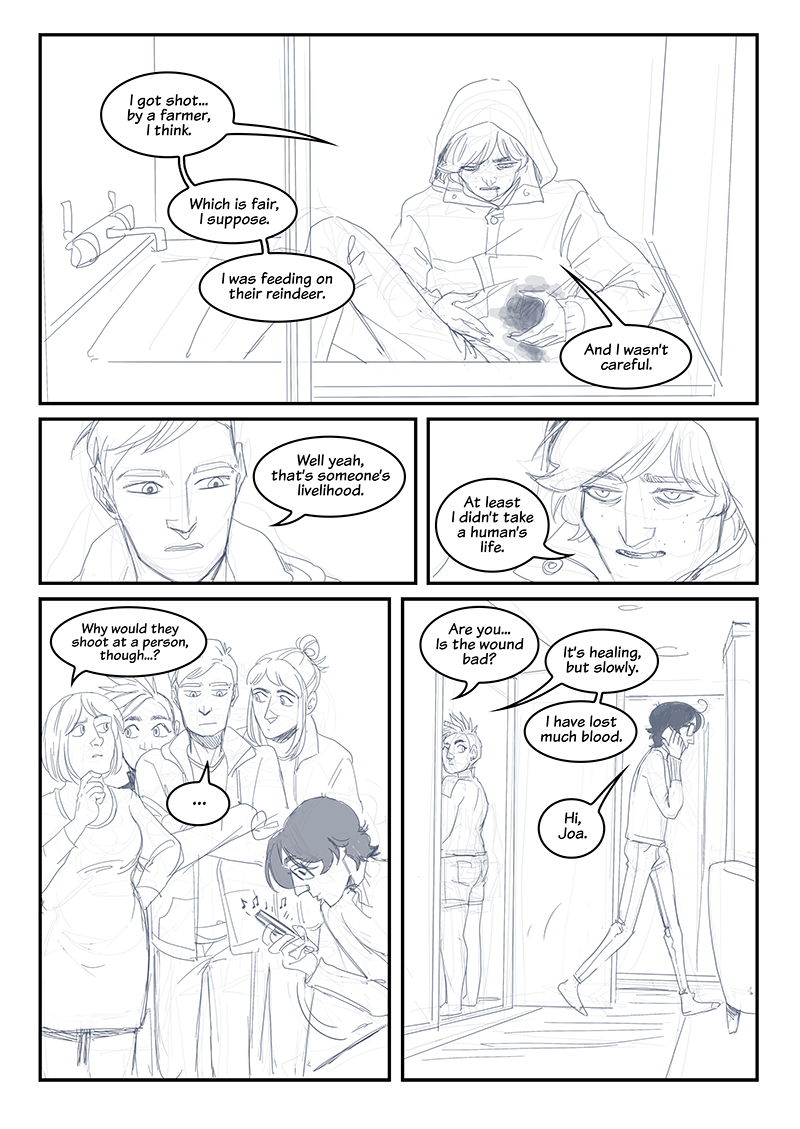 I got shot...
by a farmer,
I think.
Which is fair,
I suppose.
I was feeding on
their reindeer.
And I wasn't
careful.
Well yeah,
that's someone's
livelihood.
At least
I didn't take
a human's
life.
Why would they
shoot at a person,
though...?
...
Are you...
Is the wound
bad?
It's healing,
but slowly.
I have lost
much blood.
Hi,
Joa.